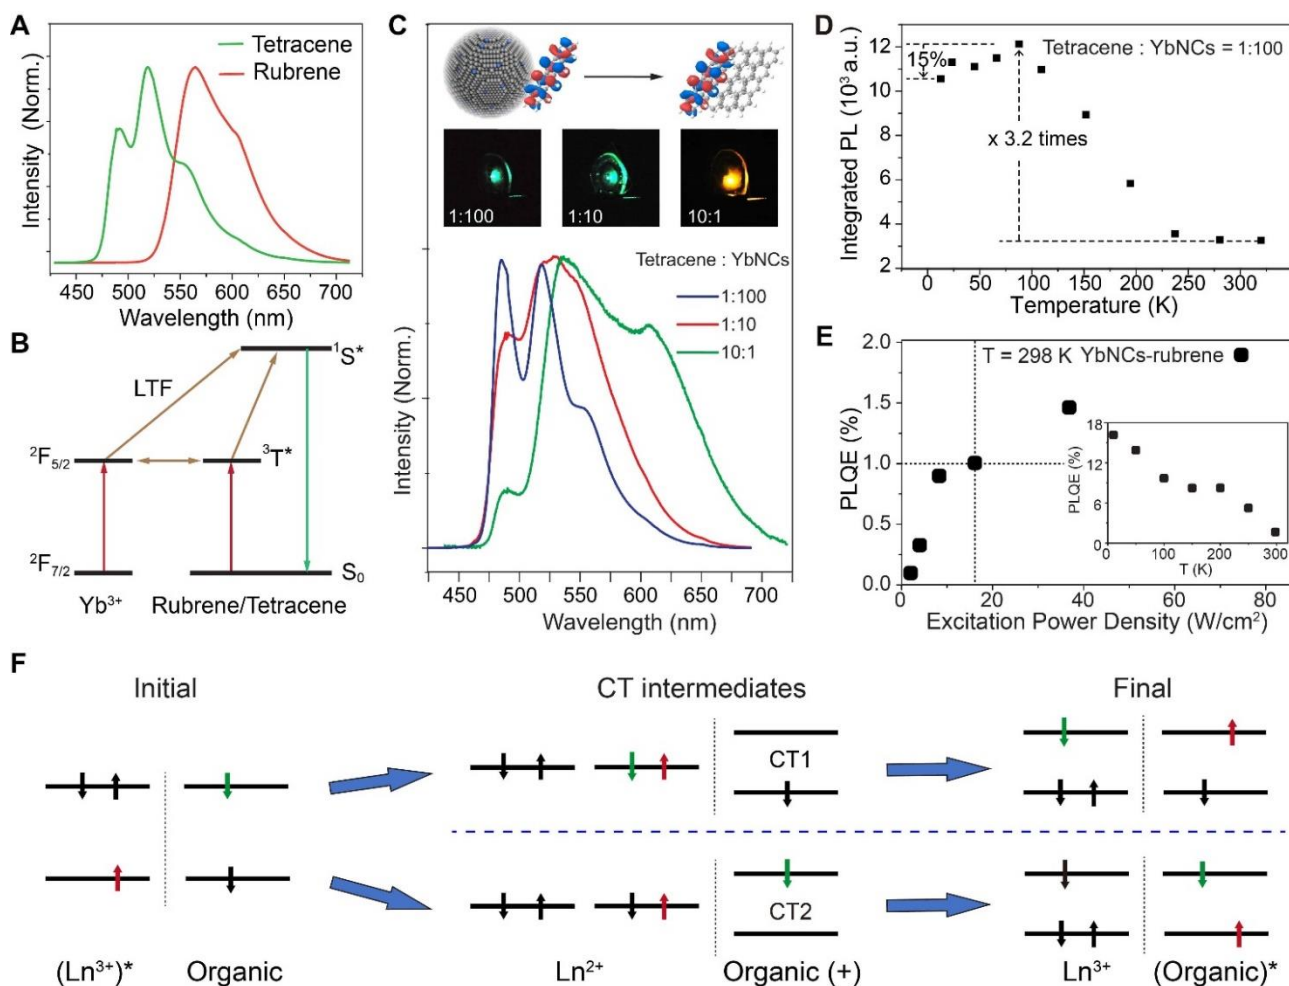 A
Intensity (Norm.)
Tetracene
Rubrene
450 500 550 600 650 700
Wavelength (nm)
B
¹S*
LTF
²F₅/₂
³T*
²F₇/₂
S₀
Yb³⁺
Rubrene/Tetracene
C
1:100
1:10
10:1
Tetracene : YbNCs
1:100
1:10
10:1
Intensity (Norm.)
450 500 550 600 650 700
Wavelength (nm)
D
Integrated PL (10³ a.u.)
12
10
8
6
4
2
15%
Tetracene : YbNCs = 1:100
x 3.2 times
0 50 100 150 200 250 300
Temperature (K)
E
T = 298 K YbNCs-rubrene
PLQE (%)
2.0
1.5
1.0
0.5
0.0
0 20 40 60 80
Excitation Power Density (W/cm²)
PLQE (%)
18
12
6
0
0 100 200 300
T (K)
F
Initial
CT intermediates
Final
CT1
CT2
(Ln³⁺)*
Organic
Ln²⁺
Organic (+)
Ln³⁺
(Organic)*